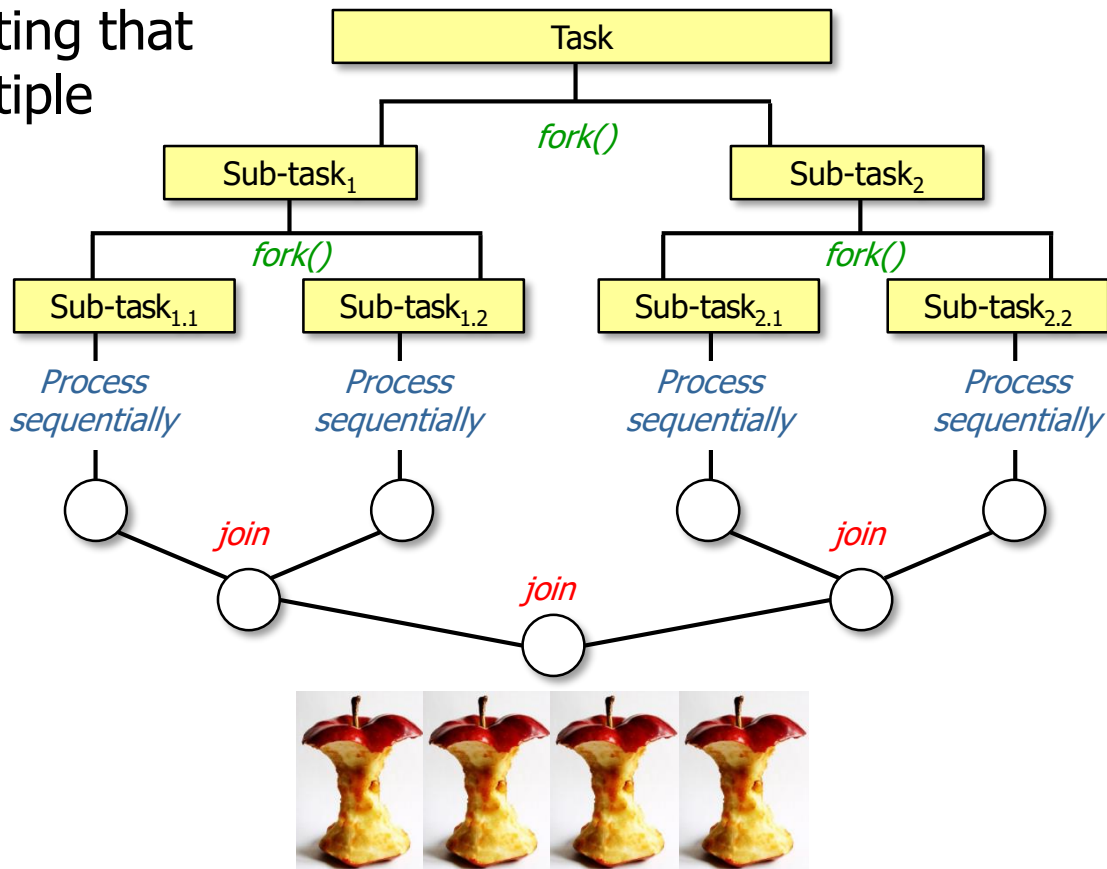 ting that
tiple
Task
fork()
Sub-task₁
Sub-task₂
fork()
fork()
Sub-task₁.₁
Sub-task₁.₂
Sub-task₂.₁
Sub-task₂.₂
Process
sequentially
Process
sequentially
Process
sequentially
Process
sequentially
join
join
join